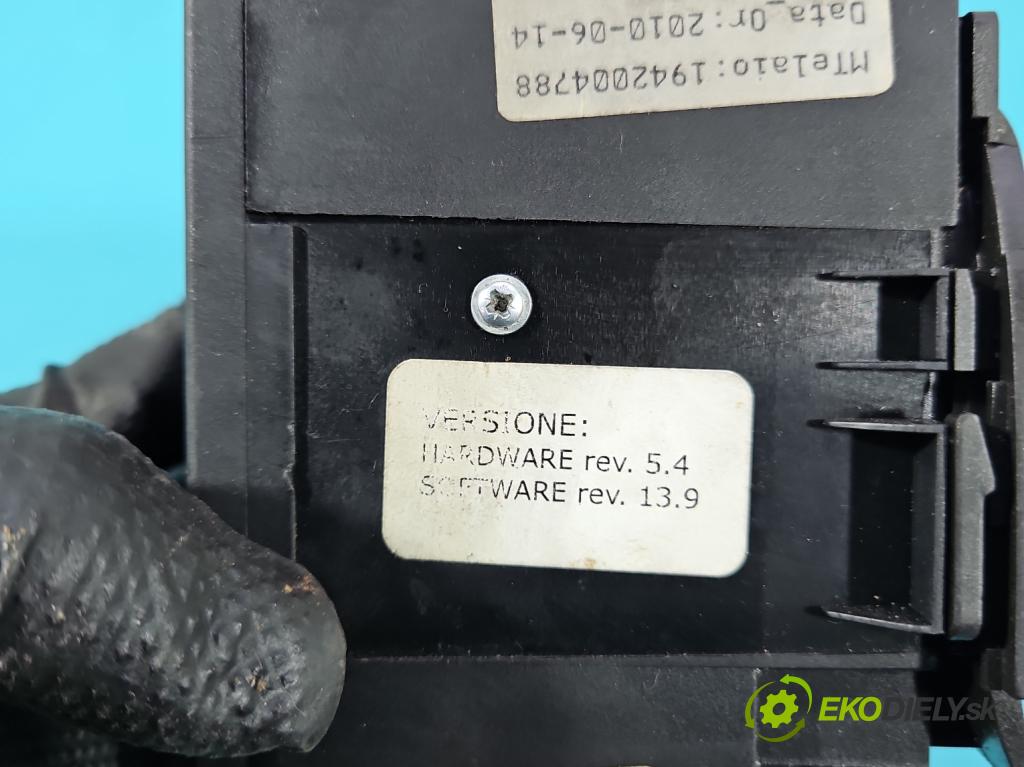 MTelaio:1942004788
Data_Or:2010-06-14
VERSIONE:
HARDWARE rev. 5.4
SOFTWARE rev. 13.9
EKODIELY.sk